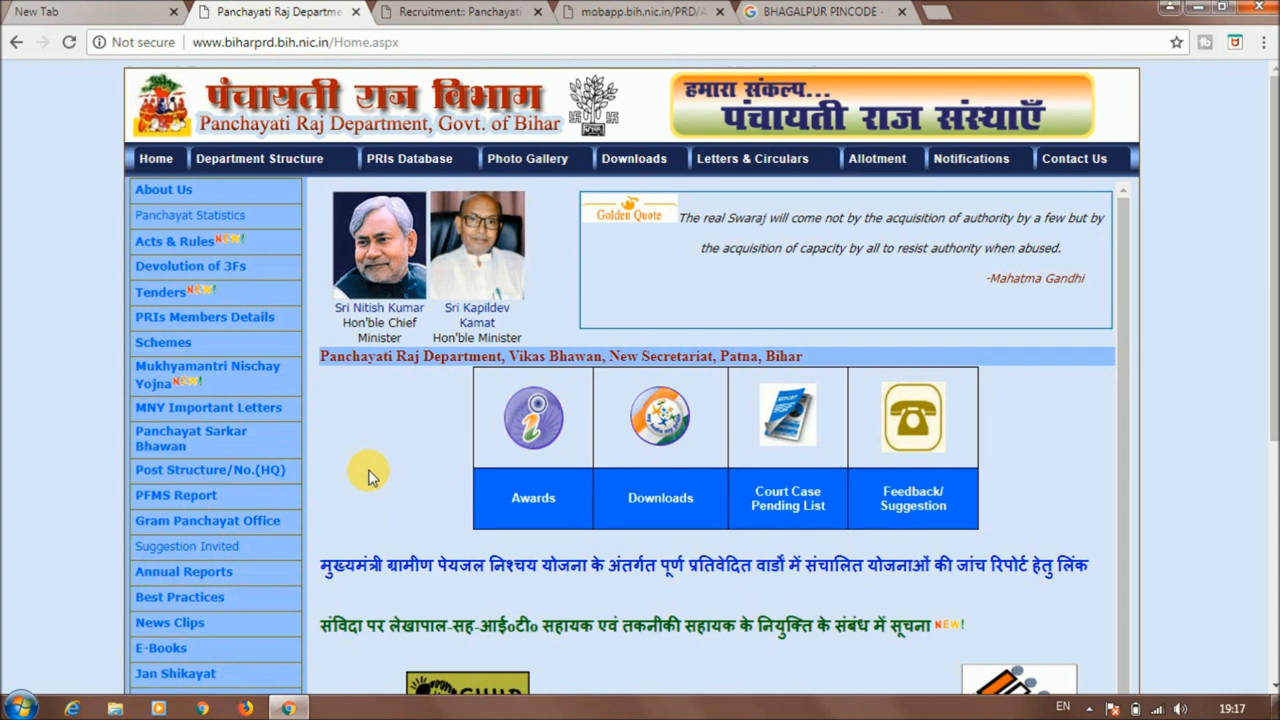 New Tab
Panchayati Raj Departme
Recruitment:: Panchayati
mobapp.bih.nic.in/PRD/A
BHAGALPUR PINCODE -
Not secure
www.biharprd.bih.nic.in/Home.aspx
पंचायती राज विभाग
Panchayati Raj Department, Govt. of Bihar
हमारा संकल्प...
पंचायती राज संस्थाएँ
Home
Department Structure
PRIs Database
Photo Gallery
Downloads
Letters & Circulars
Allotment
Notifications
Contact Us
About Us
Panchayat Statistics
Acts & Rules NEW!
Devolution of 3Fs
Tenders NEW!
PRIs Members Details
Schemes
Mukhyamantri Nischay
Yojna NEW!
MNY Important Letters
Panchayat Sarkar
Bhawan
Post Structure/No.(HQ)
PFMS Report
Gram Panchayat Office
Suggestion Invited
Annual Reports
Best Practices
News Clips
E-Books
Jan Shikayat
Sri Nitish Kumar
Hon'ble Chief
Minister
Sri Kapildev
Kamat
Hon'ble Minister
Golden Quote
The real Swaraj will come not by the acquisition of authority by a few but by
the acquisition of capacity by all to resist authority when abused.
-Mahatma Gandhi
Panchayati Raj Department, Vikas Bhawan, New Secretariat, Patna, Bihar
Awards
Downloads
Court Case
Pending List
Feedback/
Suggestion
मुख्यमंत्री ग्रामीण पेयजल निश्चय योजना के अंतर्गत पूर्ण प्रतिवेदित वार्डों में संचालित योजनाओं की जांच रिपोर्ट हेतु लिंक
संविदा पर लेखापाल-सह-आई०टी० सहायक एवं तकनीकी सहायक के नियुक्ति के संबंध में सूचना NEW!
EN
19:17